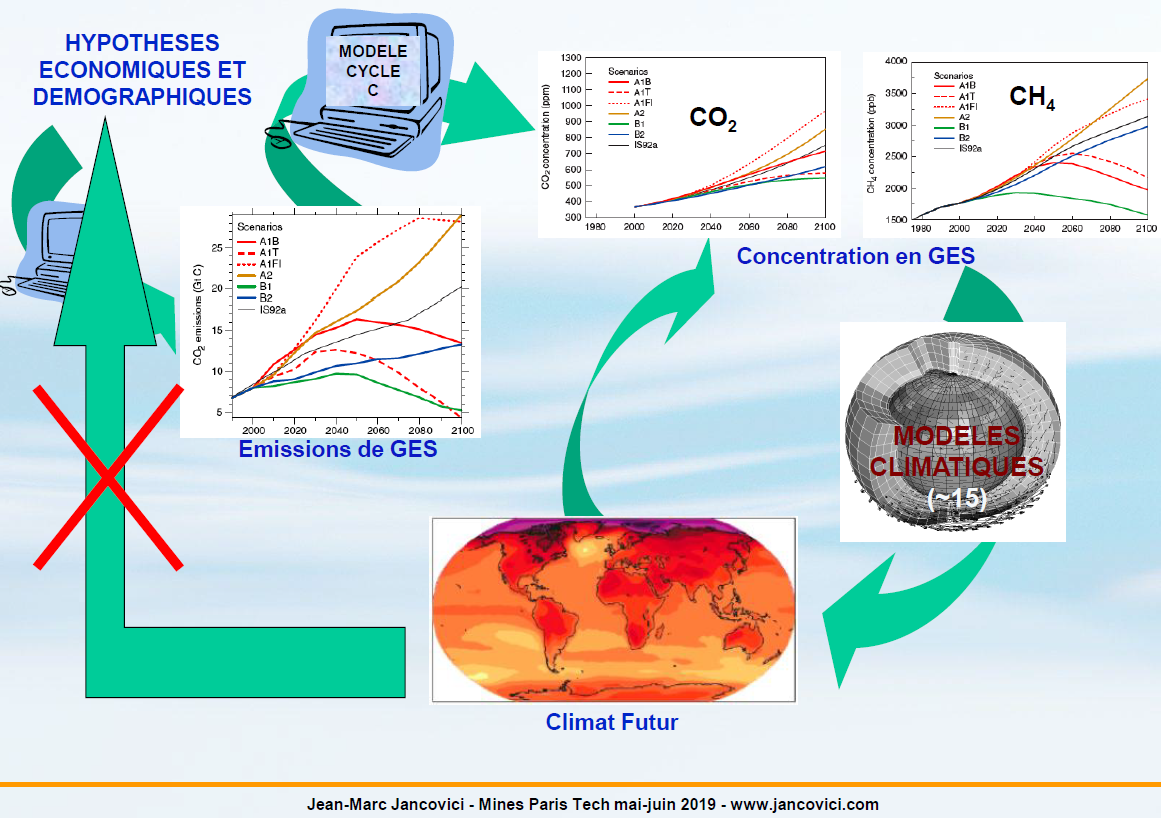 HYPOTHESES
ECONOMIQUES ET
DEMOGRAPHIQUES
MODELE
CYCLE
C
CO2 concentration (ppm)
1300
1200
1100
1000
900
800
700
600
500
400
300
Scenarios
A1B
A1T
A1FI
A2
B1
B2
IS92a
CO2
1980 2000 2020 2040 2060 2080 2100
CH4 concentration (ppb)
4000
3500
3000
2500
2000
1500
Scenarios
A1B
A1T
A1FI
A2
B1
B2
IS92a
CH4
1980 2000 2020 2040 2060 2080 2100
Concentration en GES
CO2 emissions (Gt C)
25
20
15
10
5
Scenarios
A1B
A1T
A1FI
A2
B1
B2
IS92a
2000 2020 2040 2060 2080 2100
Emissions de GES
MODELES
CLIMATIQUES
(~15)
Climat Futur
Jean-Marc Jancovici - Mines Paris Tech mai-juin 2019 - www.jancovici.com